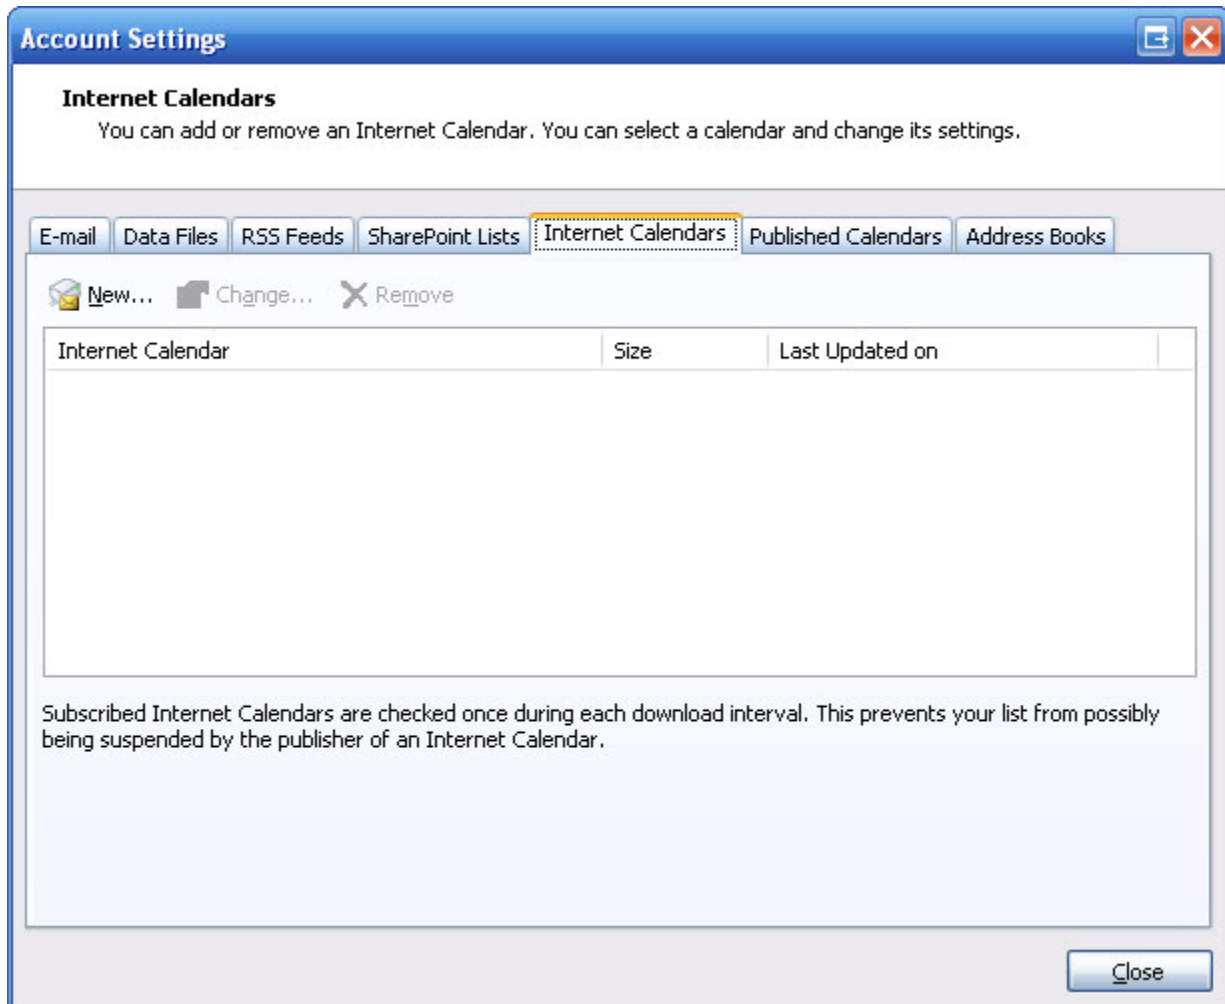 Account Settings
Internet Calendars
You can add or remove an Internet Calendar. You can select a calendar and change its settings.
E-mail Data Files RSS Feeds SharePoint Lists Internet Calendars Published Calendars Address Books
New... Change... Remove
Internet Calendar Size Last Updated on
Subscribed Internet Calendars are checked once during each download interval. This prevents your list from possibly
being suspended by the publisher of an Internet Calendar.
Close